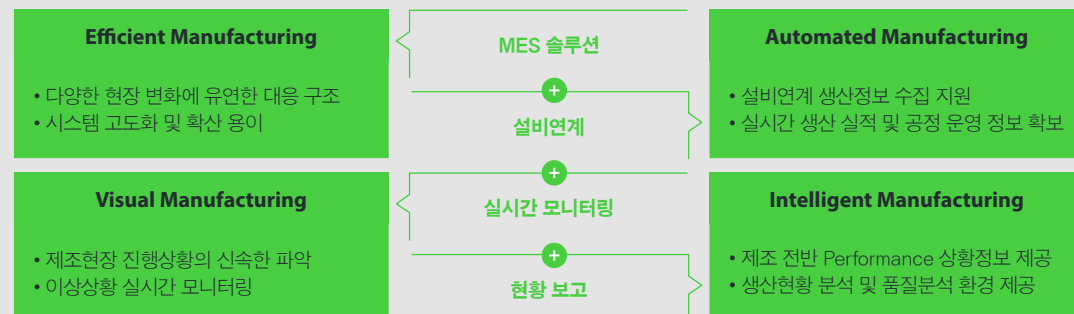 Efficient Manufacturing
• 다양한 현장 변화에 유연한 대응 구조
• 시스템 고도화 및 확산 용이
MES 솔루션
+
설비연계
+
실시간 모니터링
+
현황 보고
Automated Manufacturing
• 설비연계 생산정보 수집 지원
• 실시간 생산 실적 및 공정 운영 정보 확보
Visual Manufacturing
• 제조현장 진행상황의 신속한 파악
• 이상상황 실시간 모니터링
Intelligent Manufacturing
• 제조 전반 Performance 상황정보 제공
• 생산현황 분석 및 품질분석 환경 제공